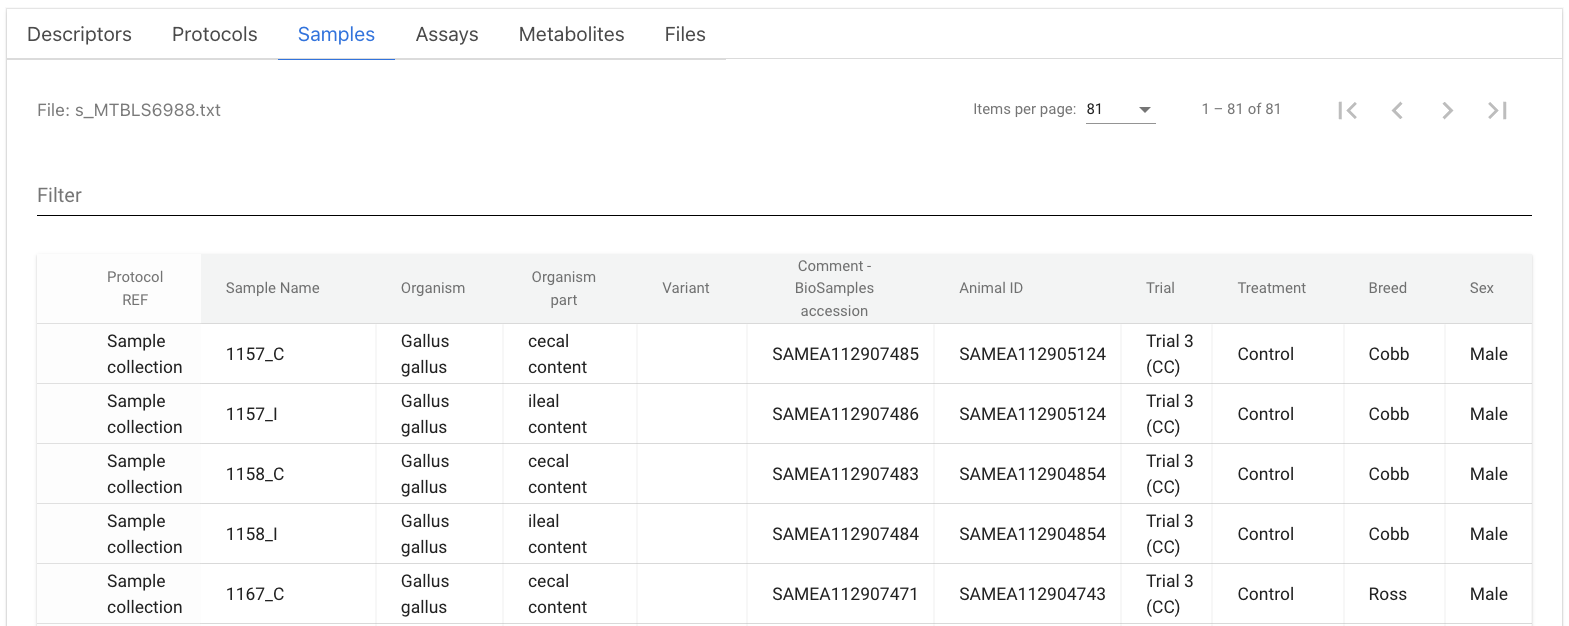 Descriptors Protocols Samples Assays Metabolites Files
File: s_MTBLS6988.txt Items per page: 81 1 – 81 of 81
Filter
Protocol REF Sample Name Organism Organism part Variant Comment - BioSamples accession Animal ID Trial Treatment Breed Sex
Sample collection 1157_C Gallus gallus cecal content SAMEA112907485 SAMEA112905124 Trial 3 (CC) Control Cobb Male
Sample collection 1157_I Gallus gallus ileal content SAMEA112907486 SAMEA112905124 Trial 3 (CC) Control Cobb Male
Sample collection 1158_C Gallus gallus cecal content SAMEA112907483 SAMEA112904854 Trial 3 (CC) Control Cobb Male
Sample collection 1158_I Gallus gallus ileal content SAMEA112907484 SAMEA112904854 Trial 3 (CC) Control Cobb Male
Sample collection 1167_C Gallus gallus cecal content SAMEA112907471 SAMEA112904743 Trial 3 (CC) Control Ross Male